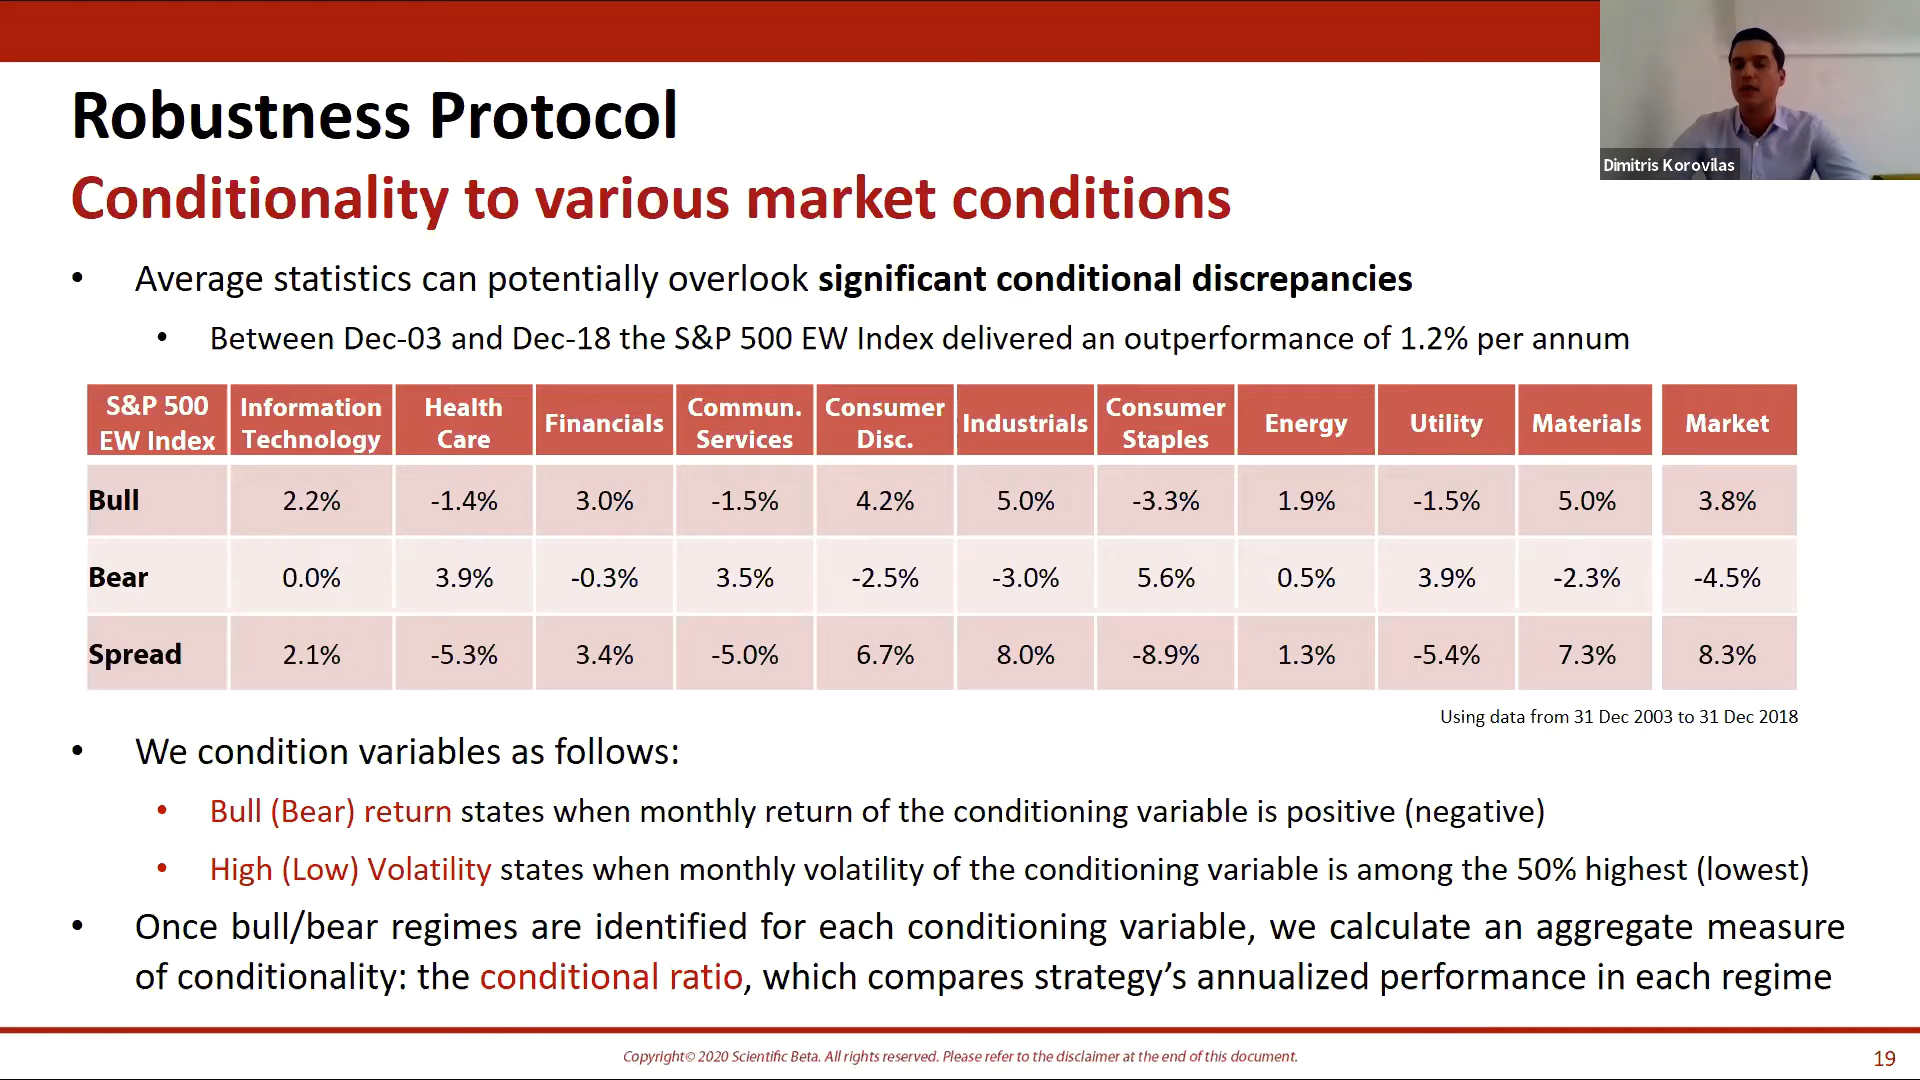 Robustness Protocol
Dimitris Korovilas
Conditionality to various market conditions
• Average statistics can potentially overlook significant conditional discrepancies
• Between Dec-03 and Dec-18 the S&P 500 EW Index delivered an outperformance of 1.2% per annum
S&P 500 EW Index Information Technology Health Care Financials Commun. Services Consumer Disc. Industrials Consumer Staples Energy Utility Materials Market
Bull 2.2% -1.4% 3.0% -1.5% 4.2% 5.0% -3.3% 1.9% -1.5% 5.0% 3.8%
Bear 0.0% 3.9% -0.3% 3.5% -2.5% -3.0% 5.6% 0.5% 3.9% -2.3% -4.5%
Spread 2.1% -5.3% 3.4% -5.0% 6.7% 8.0% -8.9% 1.3% -5.4% 7.3% 8.3%
Using data from 31 Dec 2003 to 31 Dec 2018
• We condition variables as follows:
• Bull (Bear) return states when monthly return of the conditioning variable is positive (negative)
• High (Low) Volatility states when monthly volatility of the conditioning variable is among the 50% highest (lowest)
• Once bull/bear regimes are identified for each conditioning variable, we calculate an aggregate measure
of conditionality: the conditional ratio, which compares strategy's annualized performance in each regime
Copyright© 2020 Scientific Beta. All rights reserved. Please refer to the disclaimer at the end of this document.
19